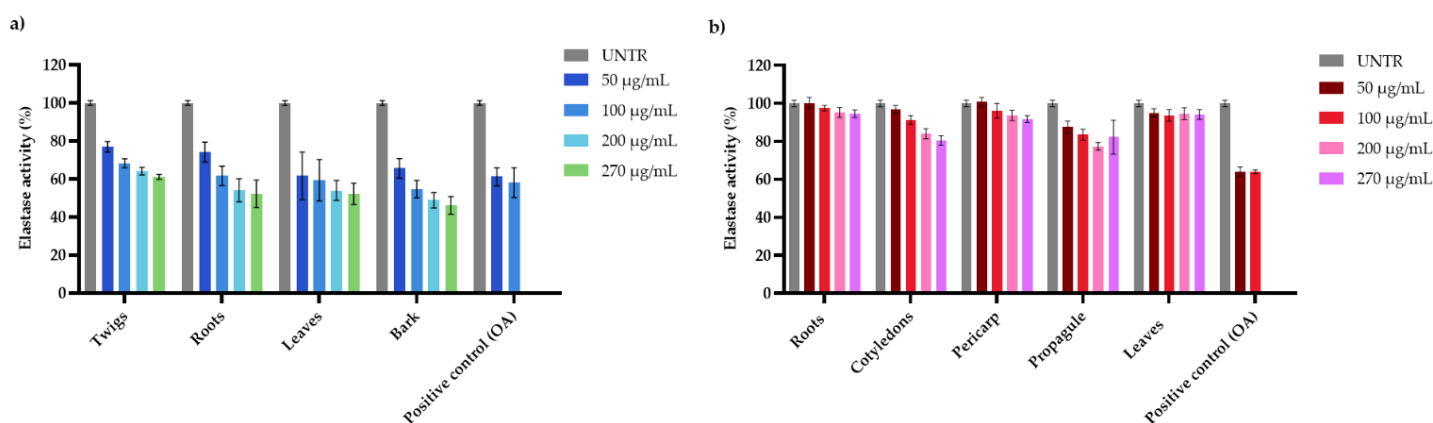 a)
Elastase activity (%)
120
100
80
60
40
20
0
Twigs
Roots
Leaves
Bark
Positive control (OA)
UNTR
50 µg/mL
100 µg/mL
200 µg/mL
270 µg/mL
b)
Elastase activity (%)
120
100
80
60
40
20
0
Roots
Cotyledons
Pericarp
Propagule
Leaves
Positive control (OA)
UNTR
50 µg/mL
100 µg/mL
200 µg/mL
270 µg/mL